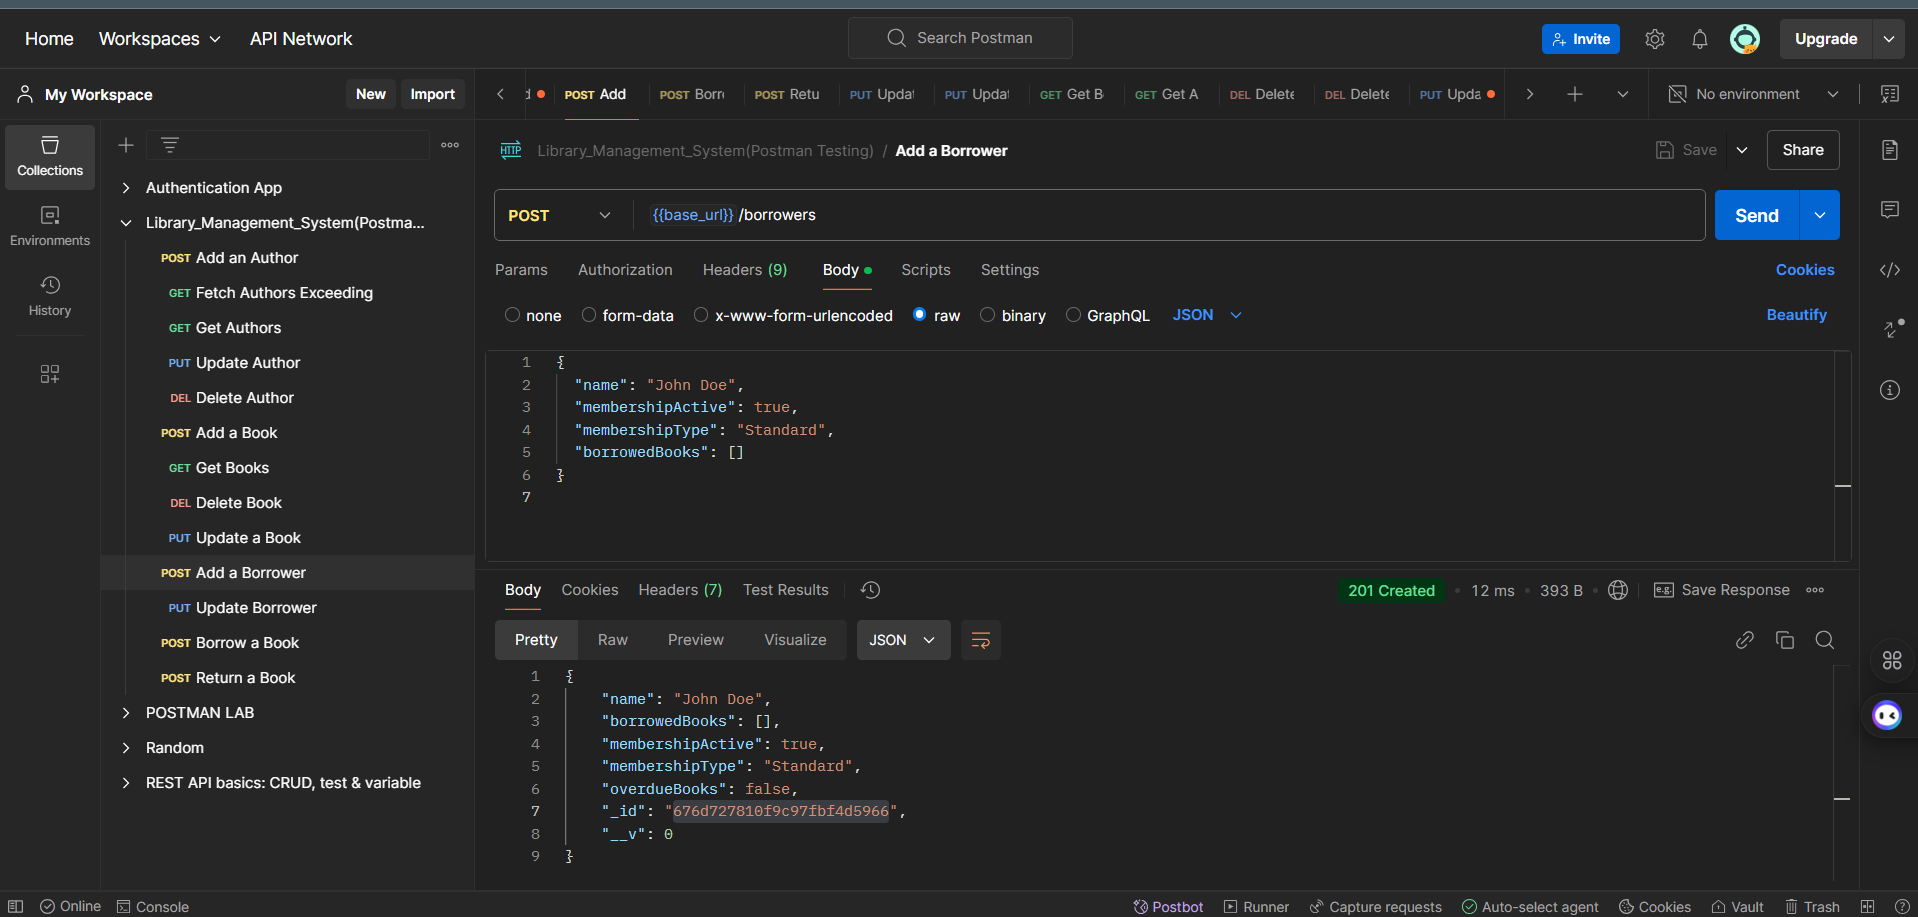 Home Workspaces API Network Search Postman Invite Upgrade
My Workspace New Import
d POST Add POST Borr POST Retu PUT Updat PUT Updat GET Get B GET Get A DEL Delete DEL Delete PUT Upda No environment
Collections
Environments
History
Authentication App
Library_Management_System(Postma...
POST Add an Author
GET Fetch Authors Exceeding
GET Get Authors
PUT Update Author
DEL Delete Author
POST Add a Book
GET Get Books
DEL Delete Book
PUT Update a Book
POST Add a Borrower
PUT Update Borrower
POST Borrow a Book
POST Return a Book
POSTMAN LAB
Random
REST API basics: CRUD, test & variable
HTTP Library_Management_System(Postman Testing) / Add a Borrower Save Share
POST {{base_url}} /borrowers Send
Params Authorization Headers (9) Body Scripts Settings Cookies
none form-data x-www-form-urlencoded raw binary GraphQL JSON Beautify
1 {
2 "name": "John Doe",
3 "membershipActive": true,
4 "membershipType": "Standard",
5 "borrowedBooks": []
6 }
7
Body Cookies Headers (7) Test Results 201 Created • 12 ms • 393 B • e.g. Save Response
Pretty Raw Preview Visualize JSON
1 {
2 "name": "John Doe",
3 "borrowedBooks": [],
4 "membershipActive": true,
5 "membershipType": "Standard",
6 "overdueBooks": false,
7 "_id": "676d727810f9c97fbf4d5966",
8 "__v": 0
9 }
Online Console Postbot Runner Capture requests Auto-select agent Cookies Vault Trash